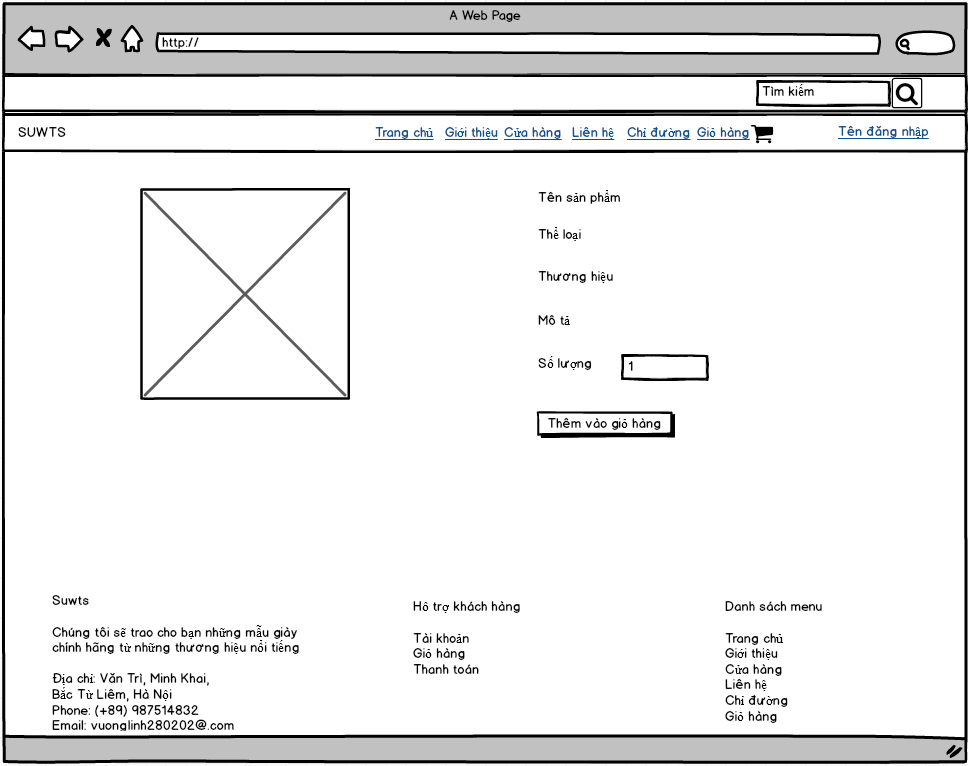 A Web Page
http://
Tìm kiếm
SUWTS
Trang chủ Giới thiệu Cửa hàng Liên hệ Chỉ đường Giỏ hàng Tên đăng nhập
Tên sản phẩm
Thể loại
Thương hiệu
Mô tả
Số lượng 1
Thêm vào giỏ hàng
Suwts
Chúng tôi sẽ trao cho bạn những mẫu giày
chính hãng từ những thương hiệu nổi tiếng
Địa chỉ: Văn Trì, Minh Khai,
Bắc Từ Liêm, Hà Nội
Phone: (+89) 987514832
Email: vuonglinh280202@.com
Hỗ trợ khách hàng
Tài khoản
Giỏ hàng
Thanh toán
Danh sách menu
Trang chủ
Giới thiệu
Cửa hàng
Liên hệ
Chỉ đường
Giỏ hàng